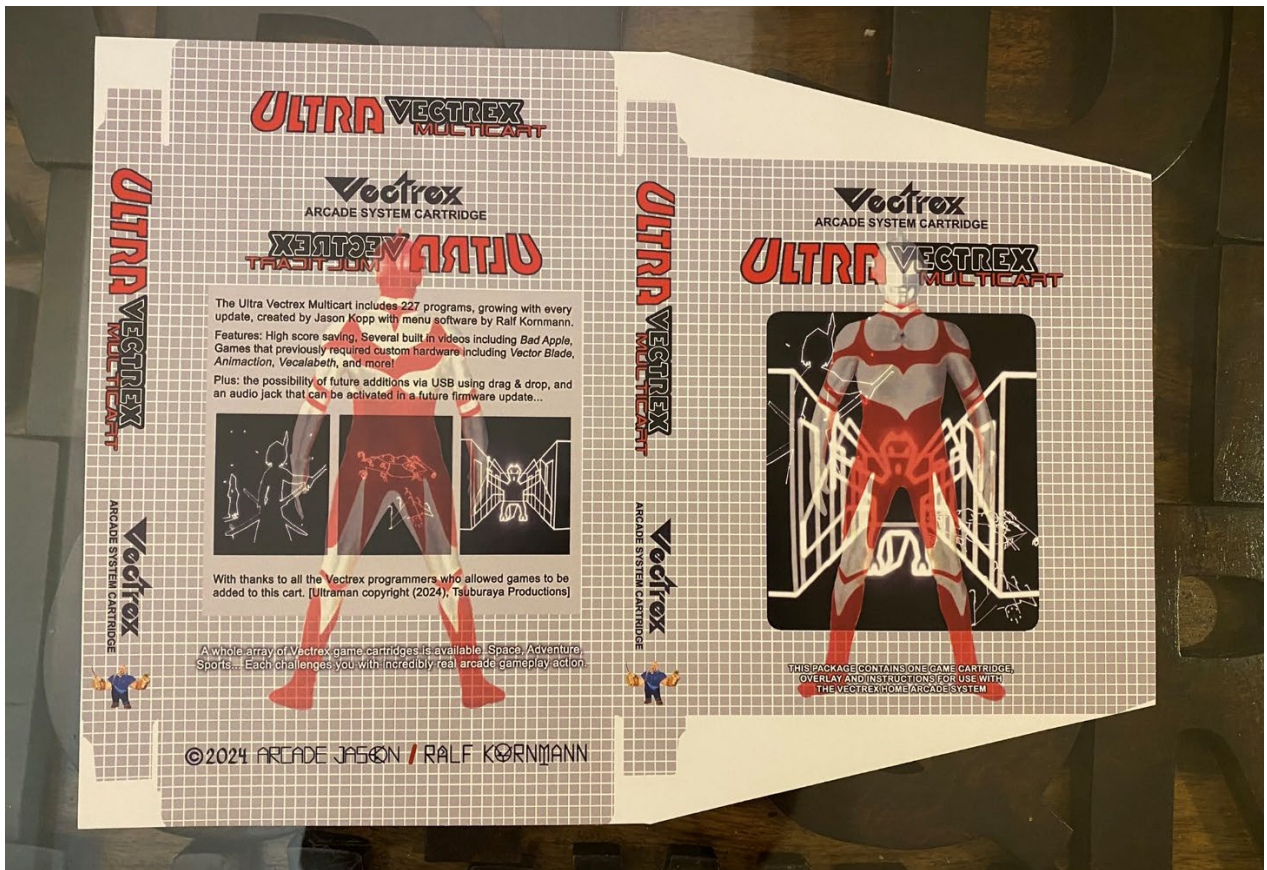 ULTRA VECTREX
MULTICART
Vectrex
ARCADE SYSTEM CARTRIDGE
ULTRA VECTREX
MULTICART
The Ultra Vectrex Multicart includes 227 programs, growing with every
update, created by Jason Kopp with menu software by Ralf Kornmann.
Features: High score saving, Several built in videos including Bad Apple,
Games that previously required custom hardware including Vector Blade,
Animaction, Vecalabeth, and more!
Plus: the possibility of future additions via USB using drag & drop, and
an audio jack that can be activated in a future firmware update...
With thanks to all the Vectrex programmers who allowed games to be
added to this cart. [Ultraman copyright (2024), Tsuburaya Productions]
A whole array of Vectrex game cartridges is available. Space, Adventure,
Sports... Each challenges you with incredibly real arcade gameplay action.
©2024 ARCADE JASON / RALF KORNMANN
ULTRA VECTREX
MULTICART
Vectrex
ARCADE SYSTEM CARTRIDGE
ULTRA VECTREX
MULTICART
Vectrex
ARCADE SYSTEM CARTRIDGE
Vectrex
ARCADE SYSTEM CARTRIDGE
ULTRA VECTREX
MULTICART
THIS PACKAGE CONTAINS ONE GAME CARTRIDGE,
OVERLAY AND INSTRUCTIONS FOR USE WITH
THE VECTREX HOME ARCADE SYSTEM